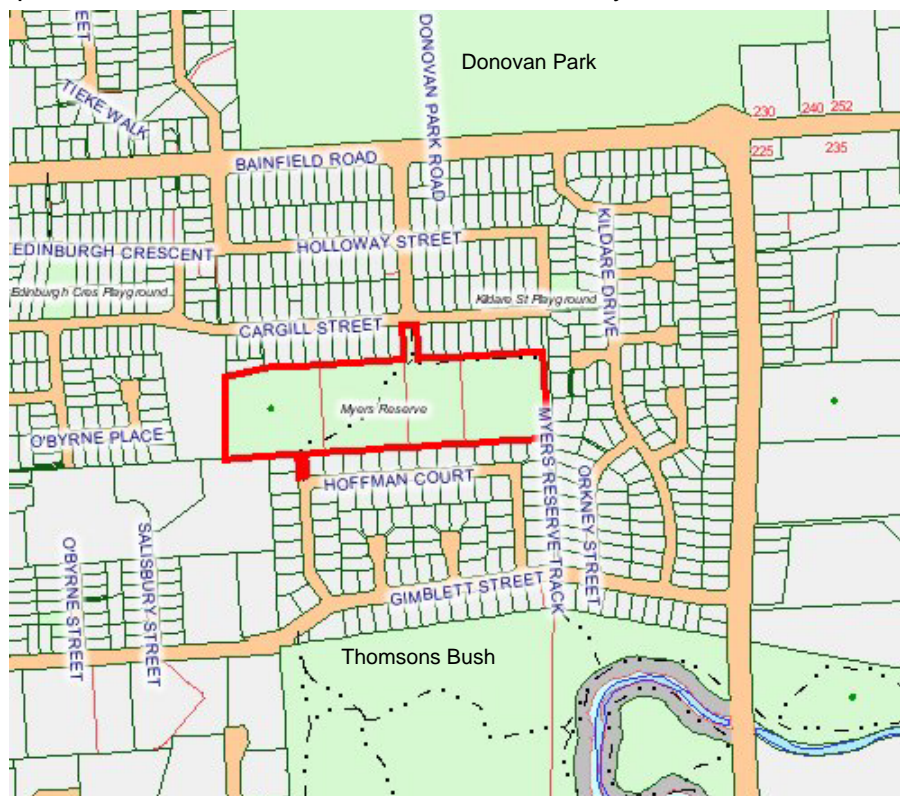 Donovan Park
DONOVAN PARK ROAD
TIEKE WALK
230
240
252
225
235
BAINFIELD ROAD
KILDARE DRIVE
EDINBURGH CRESCENT
HOLLOWAY STREET
Edinburgh Cres Playground
Kildare St Playground
CARGILL STREET
Myers Reserve
O'BYRNE PLACE
MYERS RESERVE TRACK
HOFFMAN COURT
ORKNEY STREET
O'BYRNE STREET
SALISBURY STREET
GIMBLETT STREET
Thomsons Bush